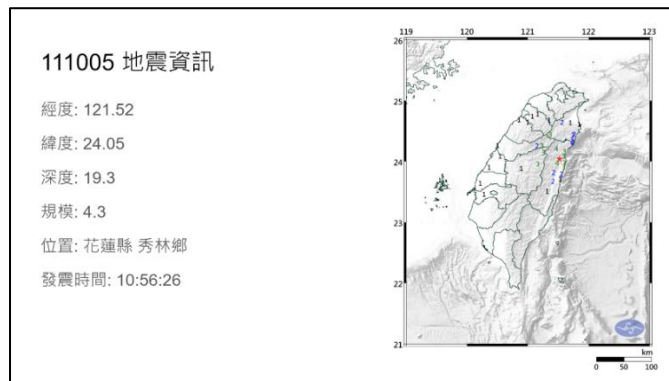 111005 地震資訊
經度: 121.52
緯度: 24.05
深度: 19.3
規模: 4.3
位置: 花蓮縣 秀林鄉
發震時間: 10:56:26
119 120 121 122 123
26
25
24
23
22
21
km
0 50 100